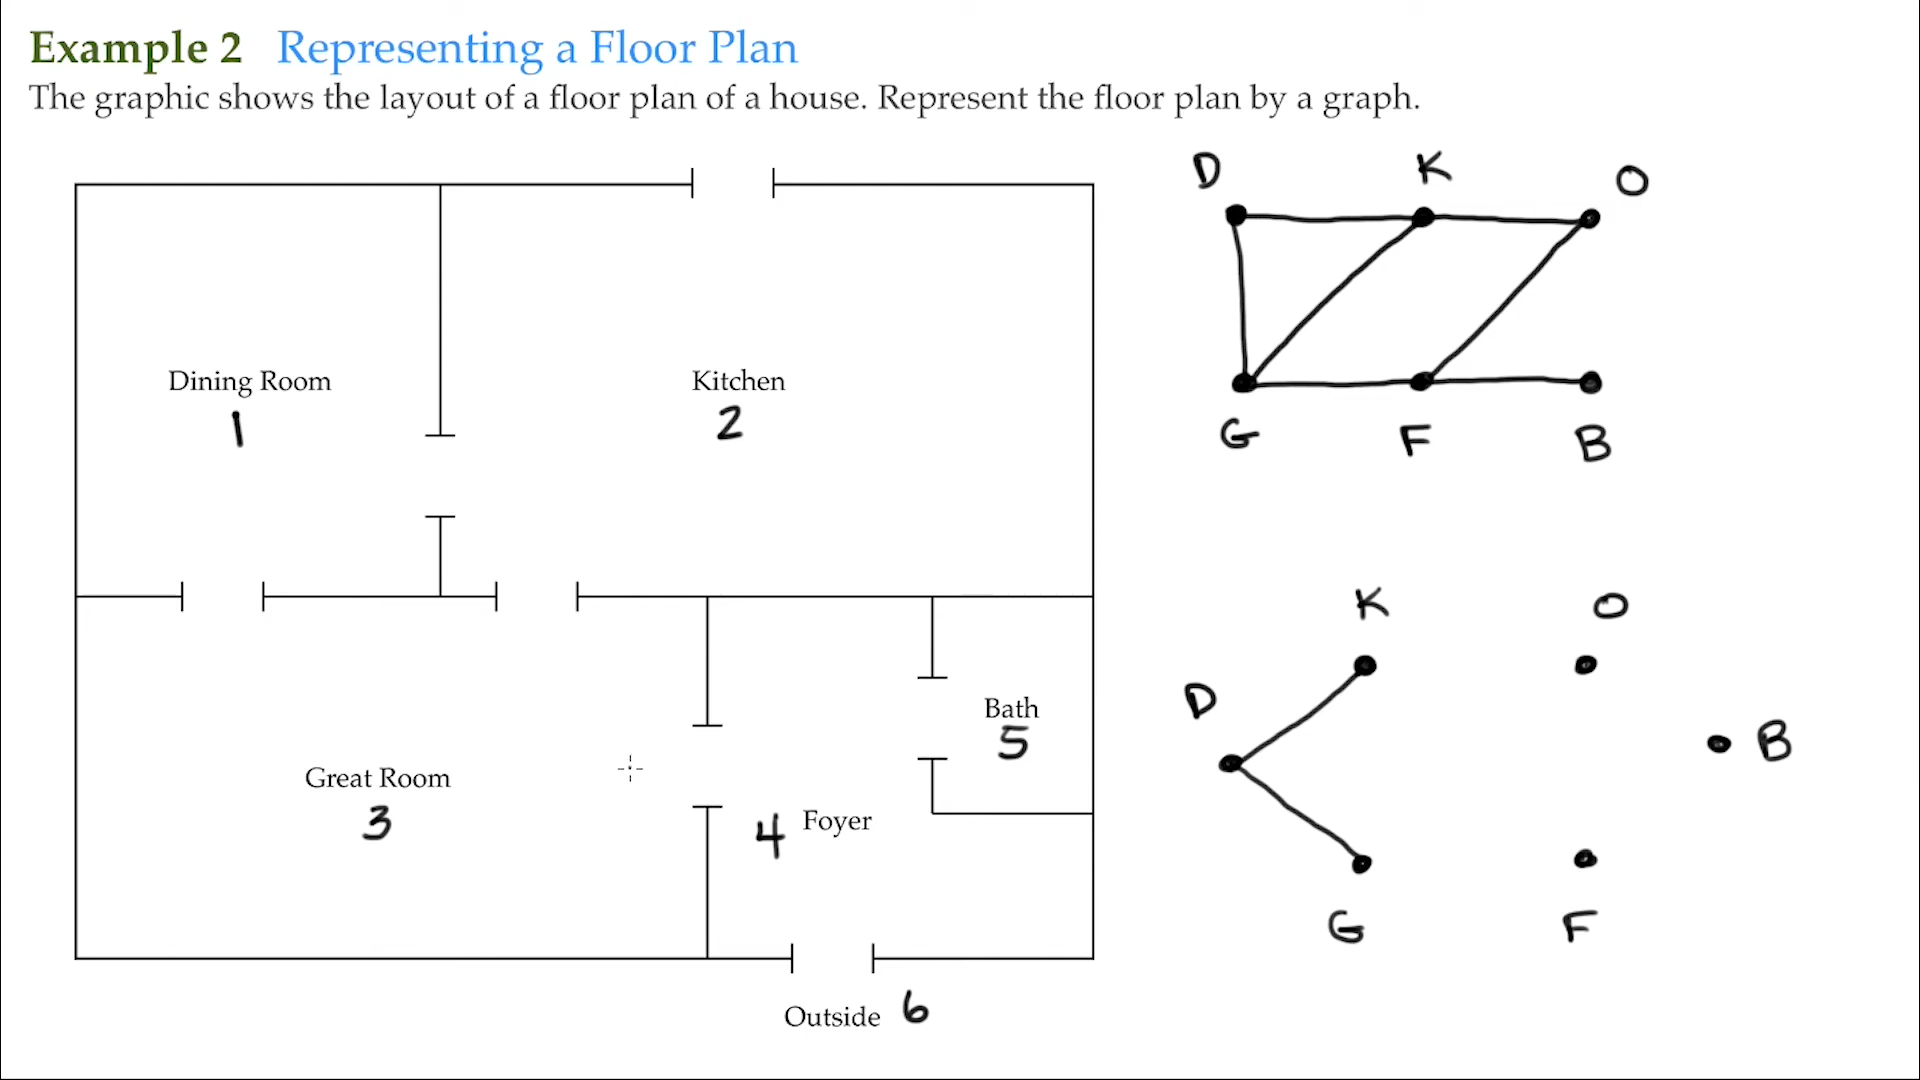 Example 2 Representing a Floor Plan
The graphic shows the layout of a floor plan of a house. Represent the floor plan by a graph.
D K O
Dining Room Kitchen
1 2
G F B
K O
D
Bath
5
B
Great Room
3
4 Foyer
G F
Outside 6